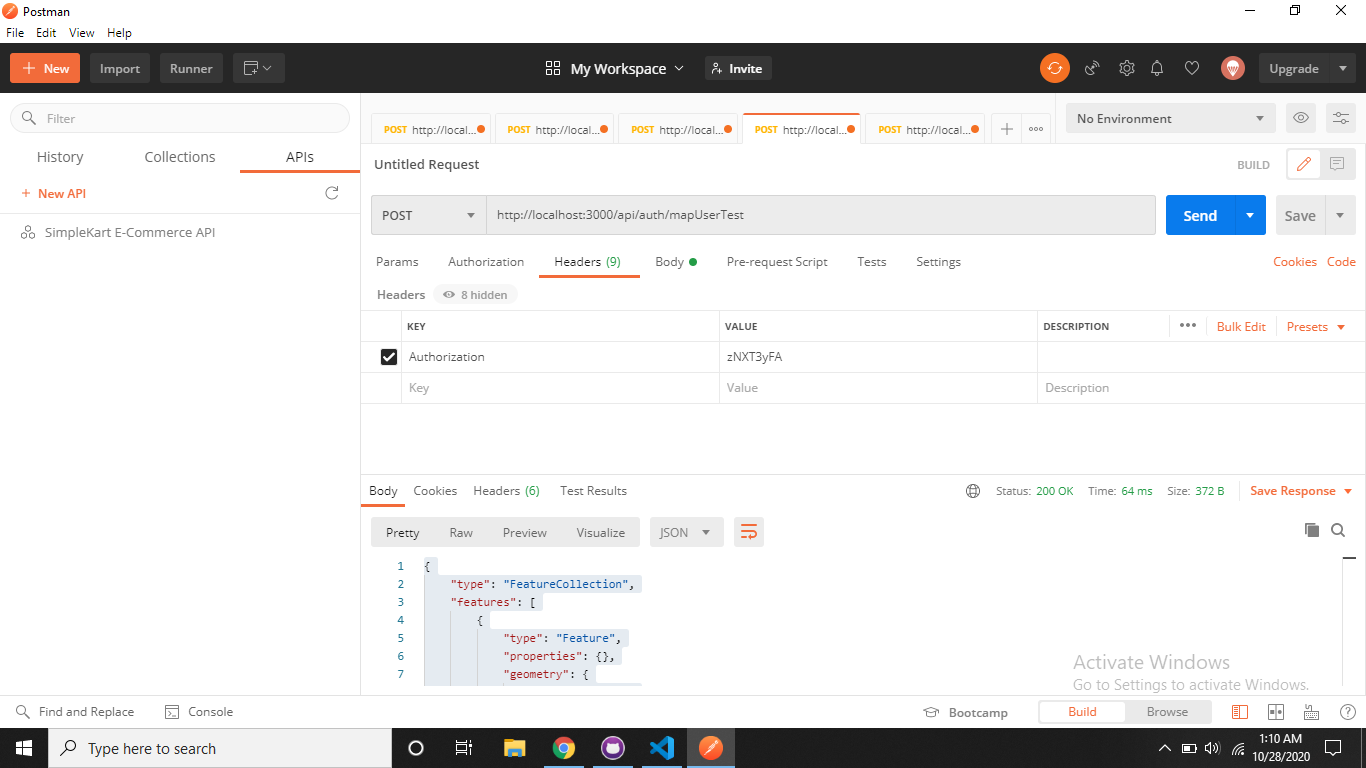 Postman
File Edit View Help
+ New Import Runner My Workspace Invite Upgrade
Filter
History Collections APIs
+ New API
SimpleKart E-Commerce API
POST http://local... POST http://local... POST http://local... POST http://local... POST http://local... + ••• No Environment
Untitled Request BUILD
POST http://localhost:3000/api/auth/mapUserTest Send Save
Params Authorization Headers (9) Body Pre-request Script Tests Settings Cookies Code
Headers 8 hidden
KEY VALUE DESCRIPTION ••• Bulk Edit Presets
Authorization zNXT3yFA
Key Value Description
Body Cookies Headers (6) Test Results Status: 200 OK Time: 64 ms Size: 372 B Save Response
Pretty Raw Preview Visualize JSON
1 {
2 "type": "FeatureCollection",
3 "features": [
4 {
5 "type": "Feature",
6 "properties": {},
7 "geometry": {
Activate Windows
Go to Settings to activate Windows.
Find and Replace Console Bootcamp Build Browse ?
Type here to search
1:10 AM
10/28/2020